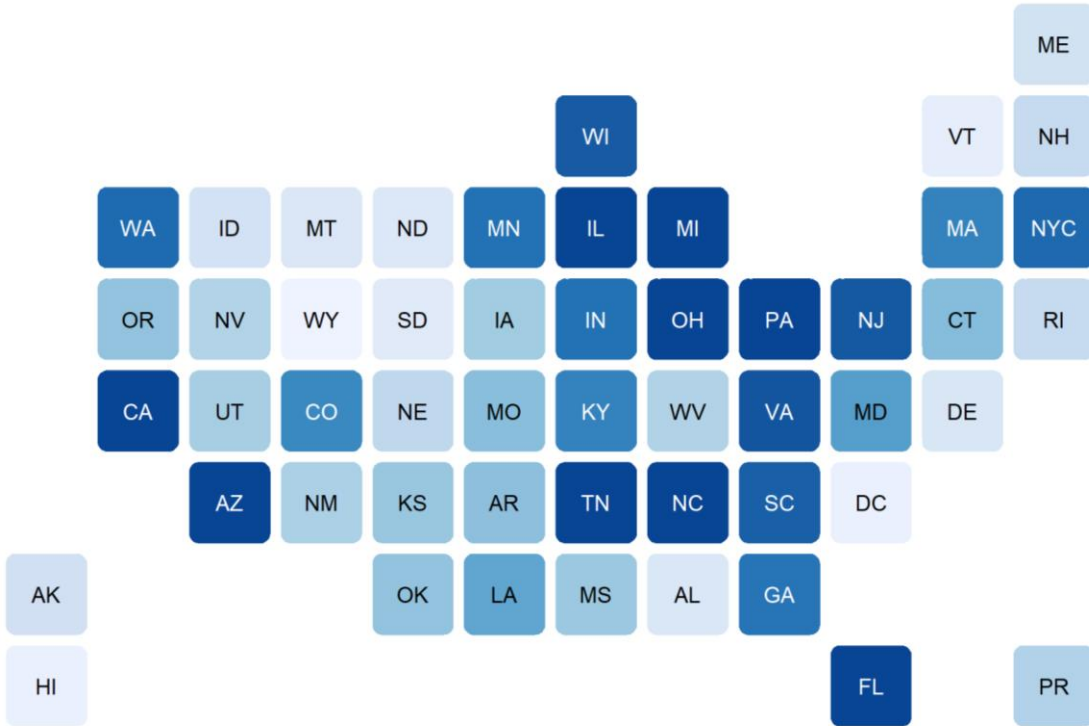 ME
WI VT NH
WA ID MT ND MN IL MI MA NYC
OR NV WY SD IA IN OH PA NJ CT RI
CA UT CO NE MO KY WV VA MD DE
AZ NM KS AR TN NC SC DC
AK OK LA MS AL GA
HI FL PR